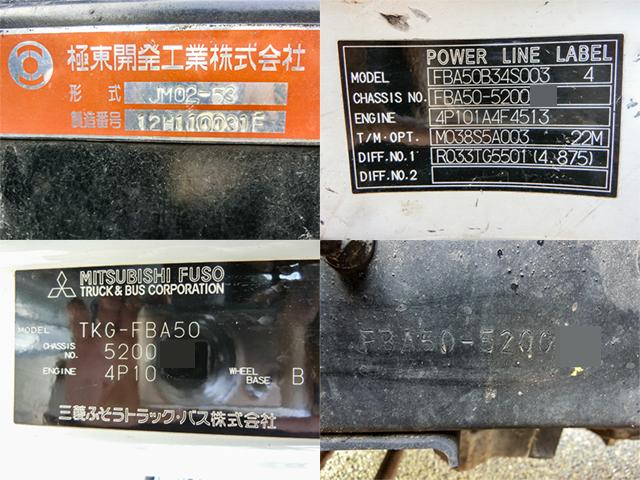 極東開発工業株式会社
形 式 JM02-53
製造番号 12H110031F
POWER LINE LABEL
MODEL FBA50B34S003 4
CHASSIS NO. FBA50-5200
ENGINE 4P101A4F4513
T/M・OPT. M038S5A003 22M
DIFF.NO.1 R033TG5501(4.875)
DIFF.NO.2
MITSUBISHI FUSO
TRUCK & BUS CORPORATION
MODEL TKG-FBA50
CHASSIS NO. 5200
ENGINE 4P10 WHEEL BASE B
三菱ふそうトラック・バス株式会社
FBA50-5200